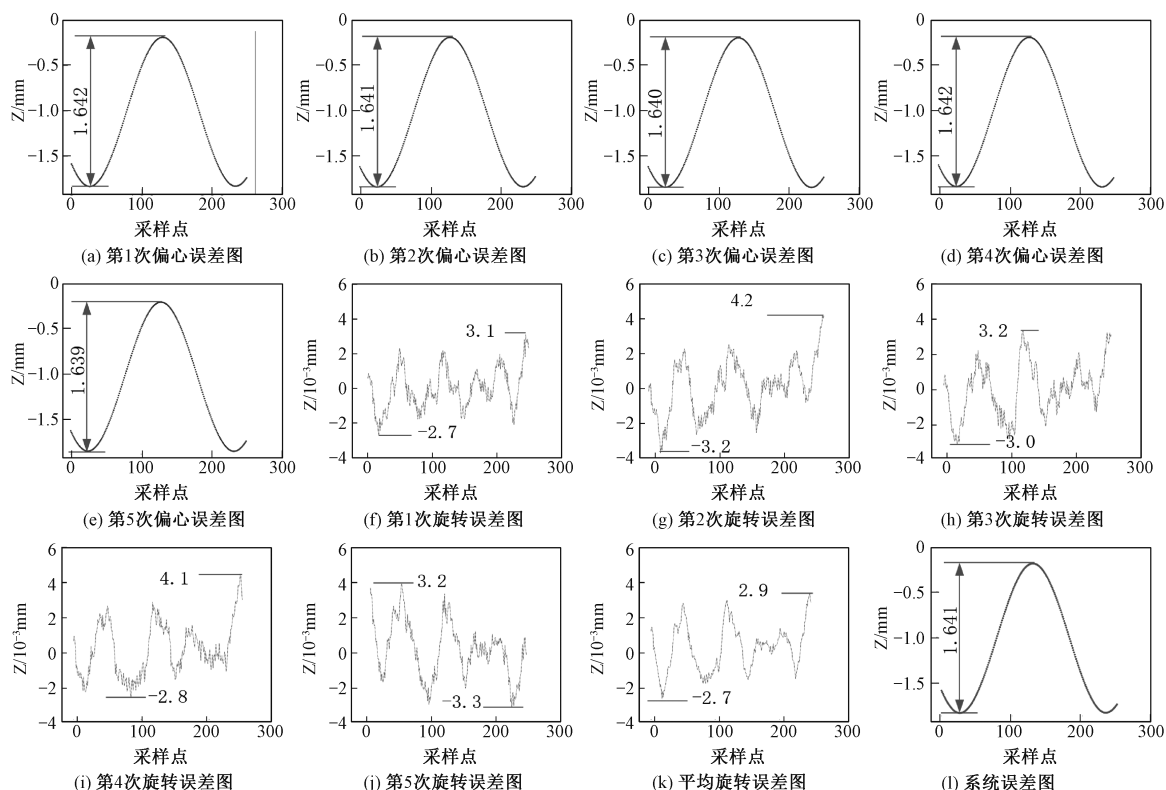 0
−0.5
−1.0
−1.5
Z/mm
1.642
0 100 200 300
采样点
(a) 第1次偏心误差图
0
−0.5
−1.0
−1.5
Z/mm
1.641
0 100 200 300
采样点
(b) 第2次偏心误差图
0
−0.5
−1.0
−1.5
Z/mm
1.640
0 100 200 300
采样点
(c) 第3次偏心误差图
0
−0.5
−1.0
−1.5
Z/mm
1.642
0 100 200 300
采样点
(d) 第4次偏心误差图
0
−0.5
−1.0
−1.5
Z/mm
1.639
0 100 200 300
采样点
(e) 第5次偏心误差图
6
4
2
0
−2
−4
Z/10⁻³mm
3.1
−2.7
0 100 200 300
采样点
(f) 第1次旋转误差图
6
4
2
0
−2
−4
Z/10⁻³mm
4.2
−3.2
0 100 200 300
采样点
(g) 第2次旋转误差图
6
4
2
0
−2
−4
Z/10⁻³mm
3.2
−3.0
0 100 200 300
采样点
(h) 第3次旋转误差图
6
4
2
0
−2
−4
Z/10⁻³mm
4.1
−2.8
0 100 200 300
采样点
(i) 第4次旋转误差图
6
4
2
0
−2
−4
Z/10⁻³mm
3.2
−3.3
0 100 200 300
采样点
(j) 第5次旋转误差图
6
4
2
0
−2
−4
Z/10⁻³mm
2.9
−2.7
0 100 200 300
采样点
(k) 平均旋转误差图
0
−0.5
−1.0
−1.5
Z/mm
1.641
0 100 200 300
采样点
(l) 系统误差图